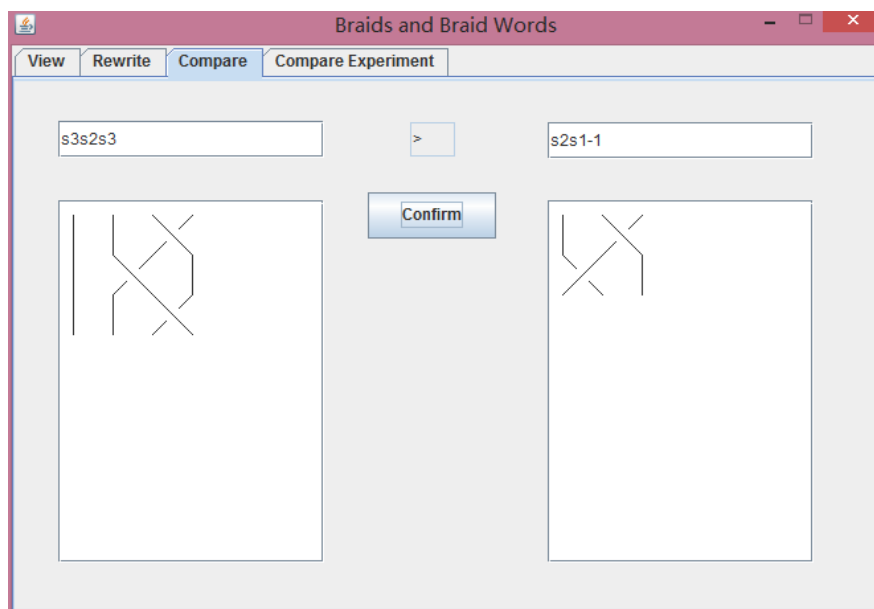 Braids and Braid Words
View Rewrite Compare Compare Experiment
s3s2s3 > s2s1-1
Confirm